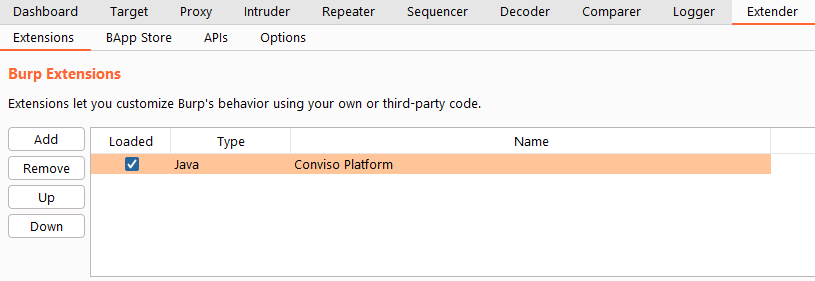 Dashboard Target Proxy Intruder Repeater Sequencer Decoder Comparer Logger Extender
Extensions BApp Store APIs Options
Burp Extensions
Extensions let you customize Burp's behavior using your own or third-party code.
Add
Remove
Up
Down
Loaded Type Name
Java Conviso Platform